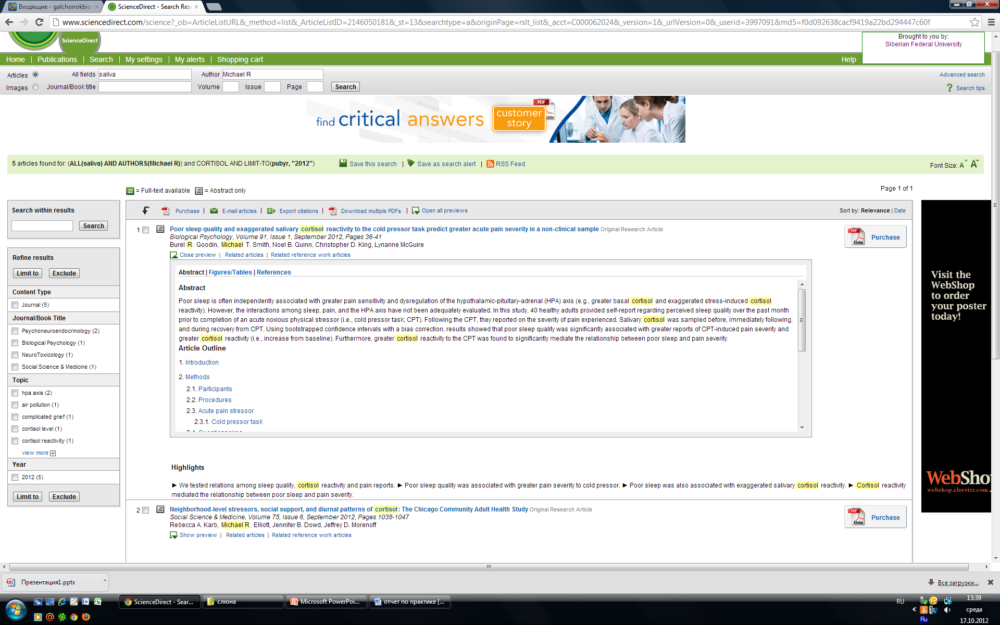 Входящие - galchonokbio
ScienceDirect - Search Res
www.sciencedirect.com/science?_ob=ArticleListURL&_method=list&_ArticleListID=2146050181&_st=13&searchtype=a&originPage=rslt_list&_acct=C000062024&_version=1&_urlVersion=0&_userid=3997091&md5=f0d092638cacf9419a22bd294447c60f
ScienceDirect
Brought to you by:
Siberian Federal University
Home | Publications | Search | My settings | My alerts | Shopping cart
Help
Articles All fields saliva Author Michael R
Advanced search
Images Journal/Book title Volume Issue Page Search
? Search tips
find critical answers
customer story
PDF
Adobe
5 articles found for: (ALL(saliva) AND AUTHORS(Michael R)) and CORTISOL AND LIMIT-TO(pubyr, "2012")
Save this search | Save as search alert | RSS Feed
Font Size: A A
= Full-text available = Abstract only
Page 1 of 1
Search within results
Search
Refine results
Limit to Exclude
Content Type
Journal (5)
Journal/Book Title
Psychoneuroendocrinology (2)
Biological Psychology (1)
NeuroToxicology (1)
Social Science & Medicine (1)
Topic
hpa axis (2)
air pollution (1)
complicated grief (1)
cortisol level (1)
cortisol reactivity (1)
view more
Year
2012 (5)
Limit to Exclude
Purchase | E-mail articles | Export citations | Download multiple PDFs | Open all previews
Sort by: Relevance | Date
1 Poor sleep quality and exaggerated salivary cortisol reactivity to the cold pressor task predict greater acute pain severity in a non-clinical sample Original Research Article
Biological Psychology, Volume 91, Issue 1, September 2012, Pages 36-41
Burel R. Goodin, Michael T. Smith, Noel B. Quinn, Christopher D. King, Lynanne McGuire
Close preview | Related articles | Related reference work articles
PDF Adobe Purchase
Abstract | Figures/Tables | References
Abstract
Poor sleep is often independently associated with greater pain sensitivity and dysregulation of the hypothalamic-pituitary-adrenal (HPA) axis (e.g., greater basal cortisol and exaggerated stress-induced cortisol
reactivity). However, the interactions among sleep, pain, and the HPA axis have not been adequately evaluated. In this study, 40 healthy adults provided self-report regarding perceived sleep quality over the past month
prior to completion of an acute noxious physical stressor (i.e., cold pressor task; CPT). Following the CPT, they reported on the severity of pain experienced. Salivary cortisol was sampled before, immediately following,
and during recovery from CPT. Using bootstrapped confidence intervals with a bias correction, results showed that poor sleep quality was significantly associated with greater reports of CPT-induced pain severity and
greater cortisol reactivity (i.e., increase from baseline). Furthermore, greater cortisol reactivity to the CPT was found to significantly mediate the relationship between poor sleep and pain severity.
Article Outline
1. Introduction
2. Methods
2.1. Participants
2.2. Procedures
2.3. Acute pain stressor
2.3.1. Cold pressor task
2.4. Questionnaires
Highlights
► We tested relations among sleep quality, cortisol reactivity and pain reports. ► Poor sleep quality was associated with greater pain severity to cold pressor. ► Poor sleep was also associated with exaggerated salivary cortisol reactivity. ► Cortisol reactivity
mediated the relationship between poor sleep and pain severity.
2 Neighborhood-level stressors, social support, and diurnal patterns of cortisol: The Chicago Community Adult Health Study Original Research Article
Social Science & Medicine, Volume 75, Issue 6, September 2012, Pages 1038-1047
Rebecca A. Karb, Michael R. Elliott, Jennifer B. Dowd, Jeffrey D. Morenoff
Show preview | Related articles | Related reference work articles
PDF Adobe Purchase
Visit the
WebShop
to order
your poster
today!
WebSho
webshop.elsevier.com
Презентация1.pptx
Все загрузки...
ScienceDirect - Sear...
слюна
Microsoft PowerPoi...
отчет по практике [...
RU
13:39
среда
Ru
17.10.2012